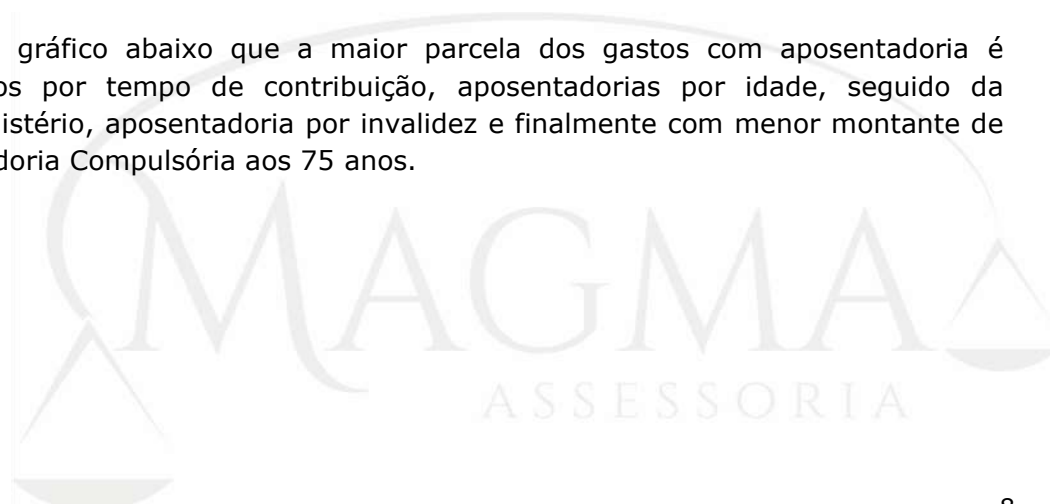 gráfico abaixo que a maior parcela dos gastos com aposentadoria é
os por tempo de contribuição, aposentadorias por idade, seguido da
istério, aposentadoria por invalidez e finalmente com menor montante de
doria Compulsória aos 75 anos.
MAGMA
ASSESSORIA